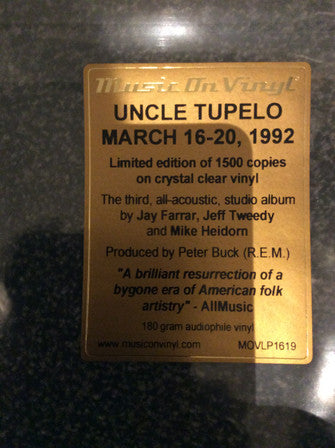 Music On Vinyl
UNCLE TUPELO
MARCH 16-20, 1992
Limited edition of 1500 copies
on crystal clear vinyl
The third, all-acoustic, studio album
by Jay Farrar, Jeff Tweedy
and Mike Heidorn
Produced by Peter Buck (R.E.M.)
"A brilliant resurrection of a
bygone era of American folk
artistry" - AllMusic
180 gram audiophile vinyl
www.musiconvinyl.com MOVLP1619